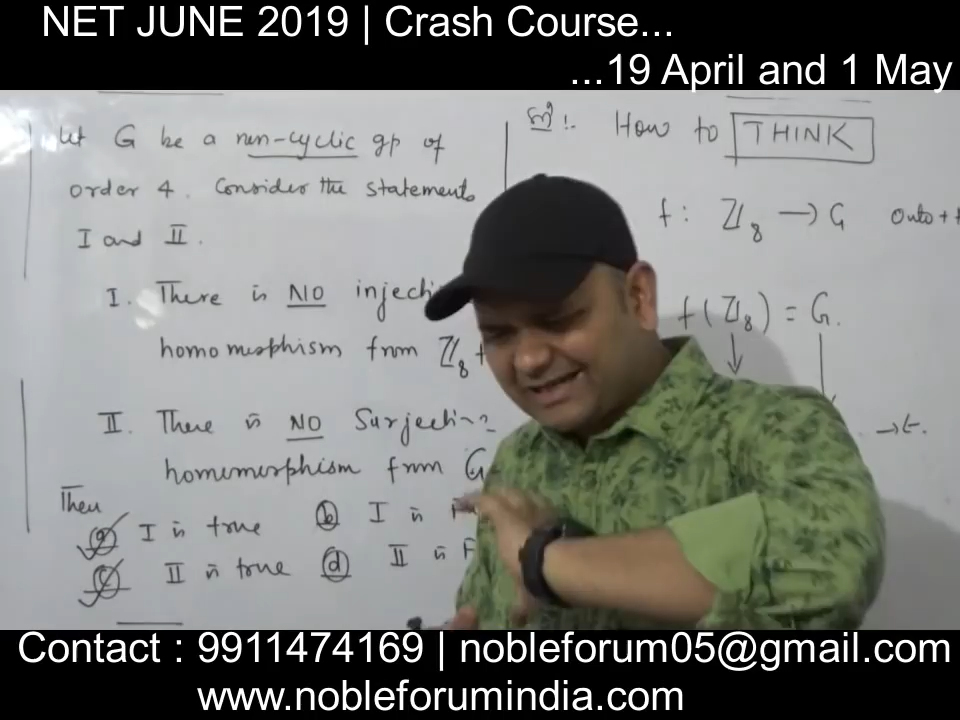 NET JUNE 2019 | Crash Course...
...19 April and 1 May
Let G be a non-cyclic gp of
order 4. Consider the statements
I and II.
I. There is NO injecti
homomorphism from Z8
II. There is NO Surjecti
homomorphism from G
Then
(a) I is true (b) I is F
(c) II is true (d) II is F
How to THINK
f: Z8 → G onto +
f(Z8) = G.
Contact : 9911474169 | nobleforum05@gmail.com
www.nobleforumindia.com